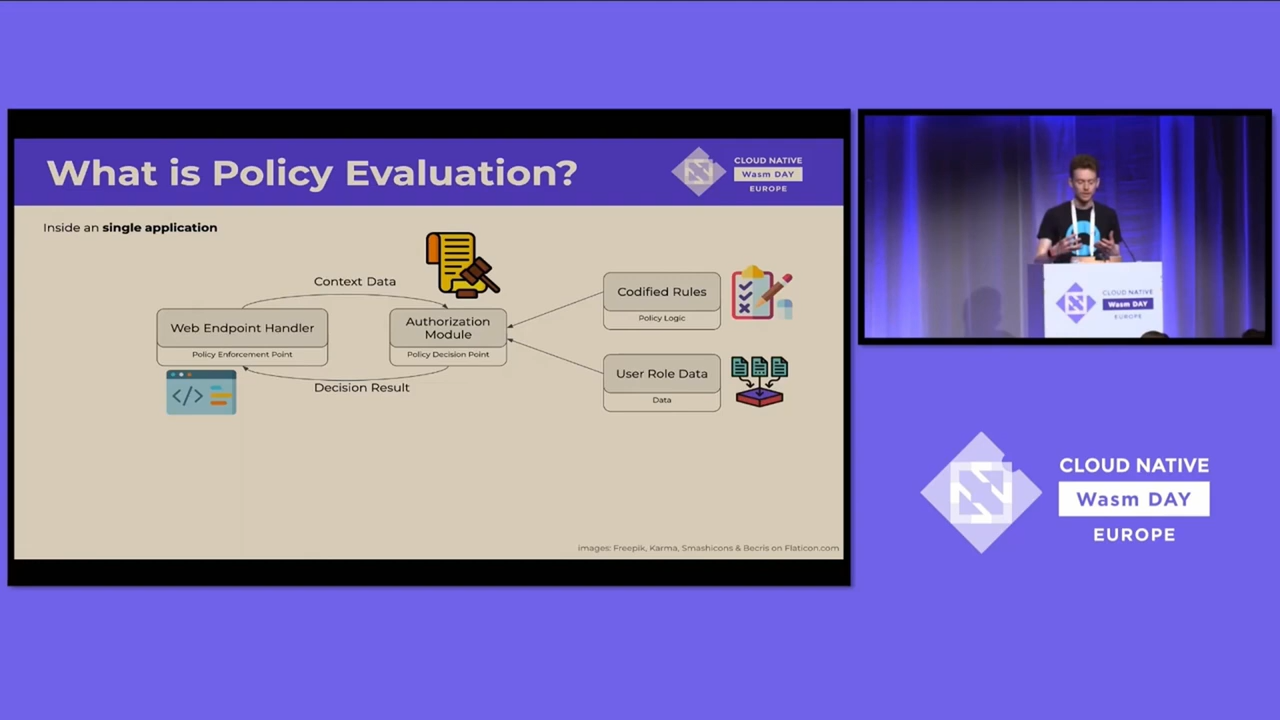 What is Policy Evaluation?
CLOUD NATIVE
Wasm DAY
EUROPE
Inside an single application
Context Data
Web Endpoint Handler
Policy Enforcement Point
Authorization
Module
Policy Decision Point
Decision Result
Codified Rules
Policy Logic
User Role Data
Data
images: Freepik, Karma, Smashicons & Becris on Flaticon.com
CLOUD NATIVE
Wasm DAY
EUROPE
CLOUD NATIVE
Wasm DAY
EUROPE